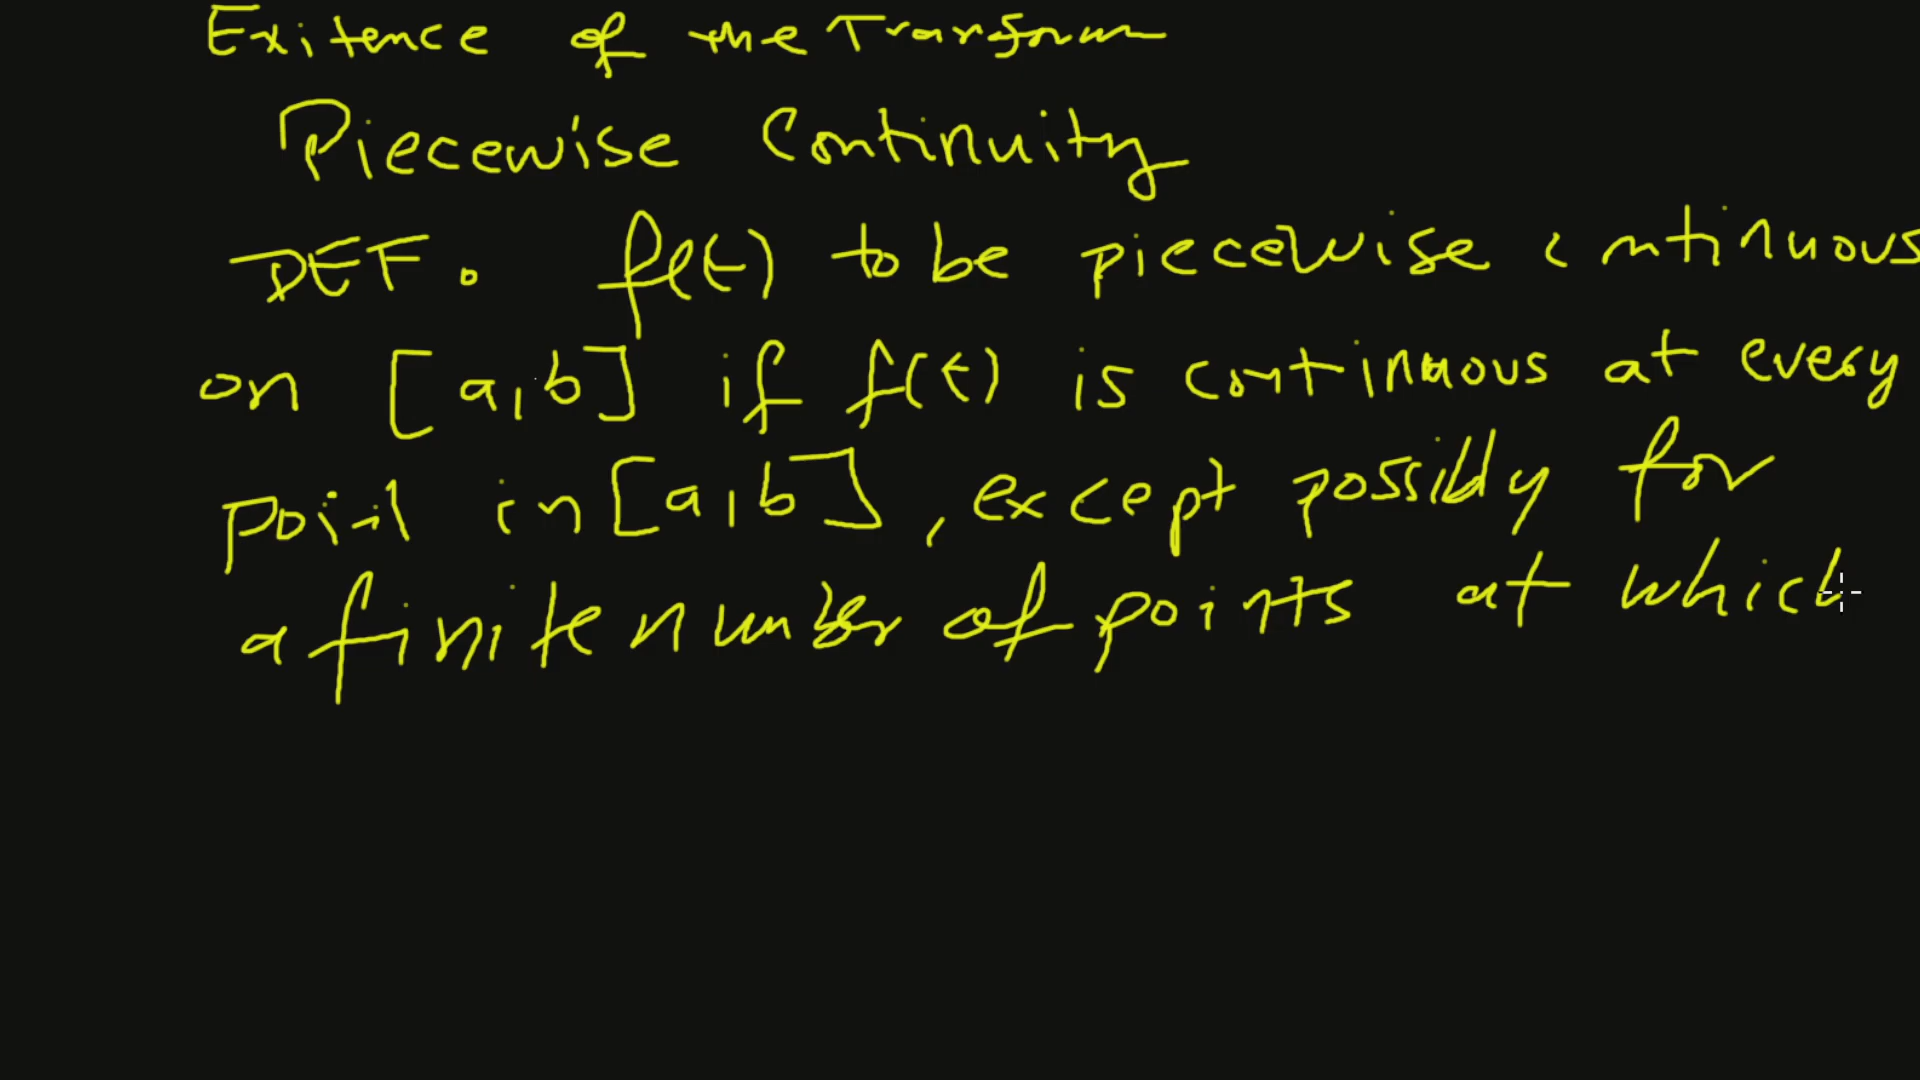 Exitence of the Transform
Piecewise Continuity
DEF. f(t) to be piecewise continuous
on [a,b] if f(t) is continuous at every
point in [a,b], except possibly for
a finite number of points at which